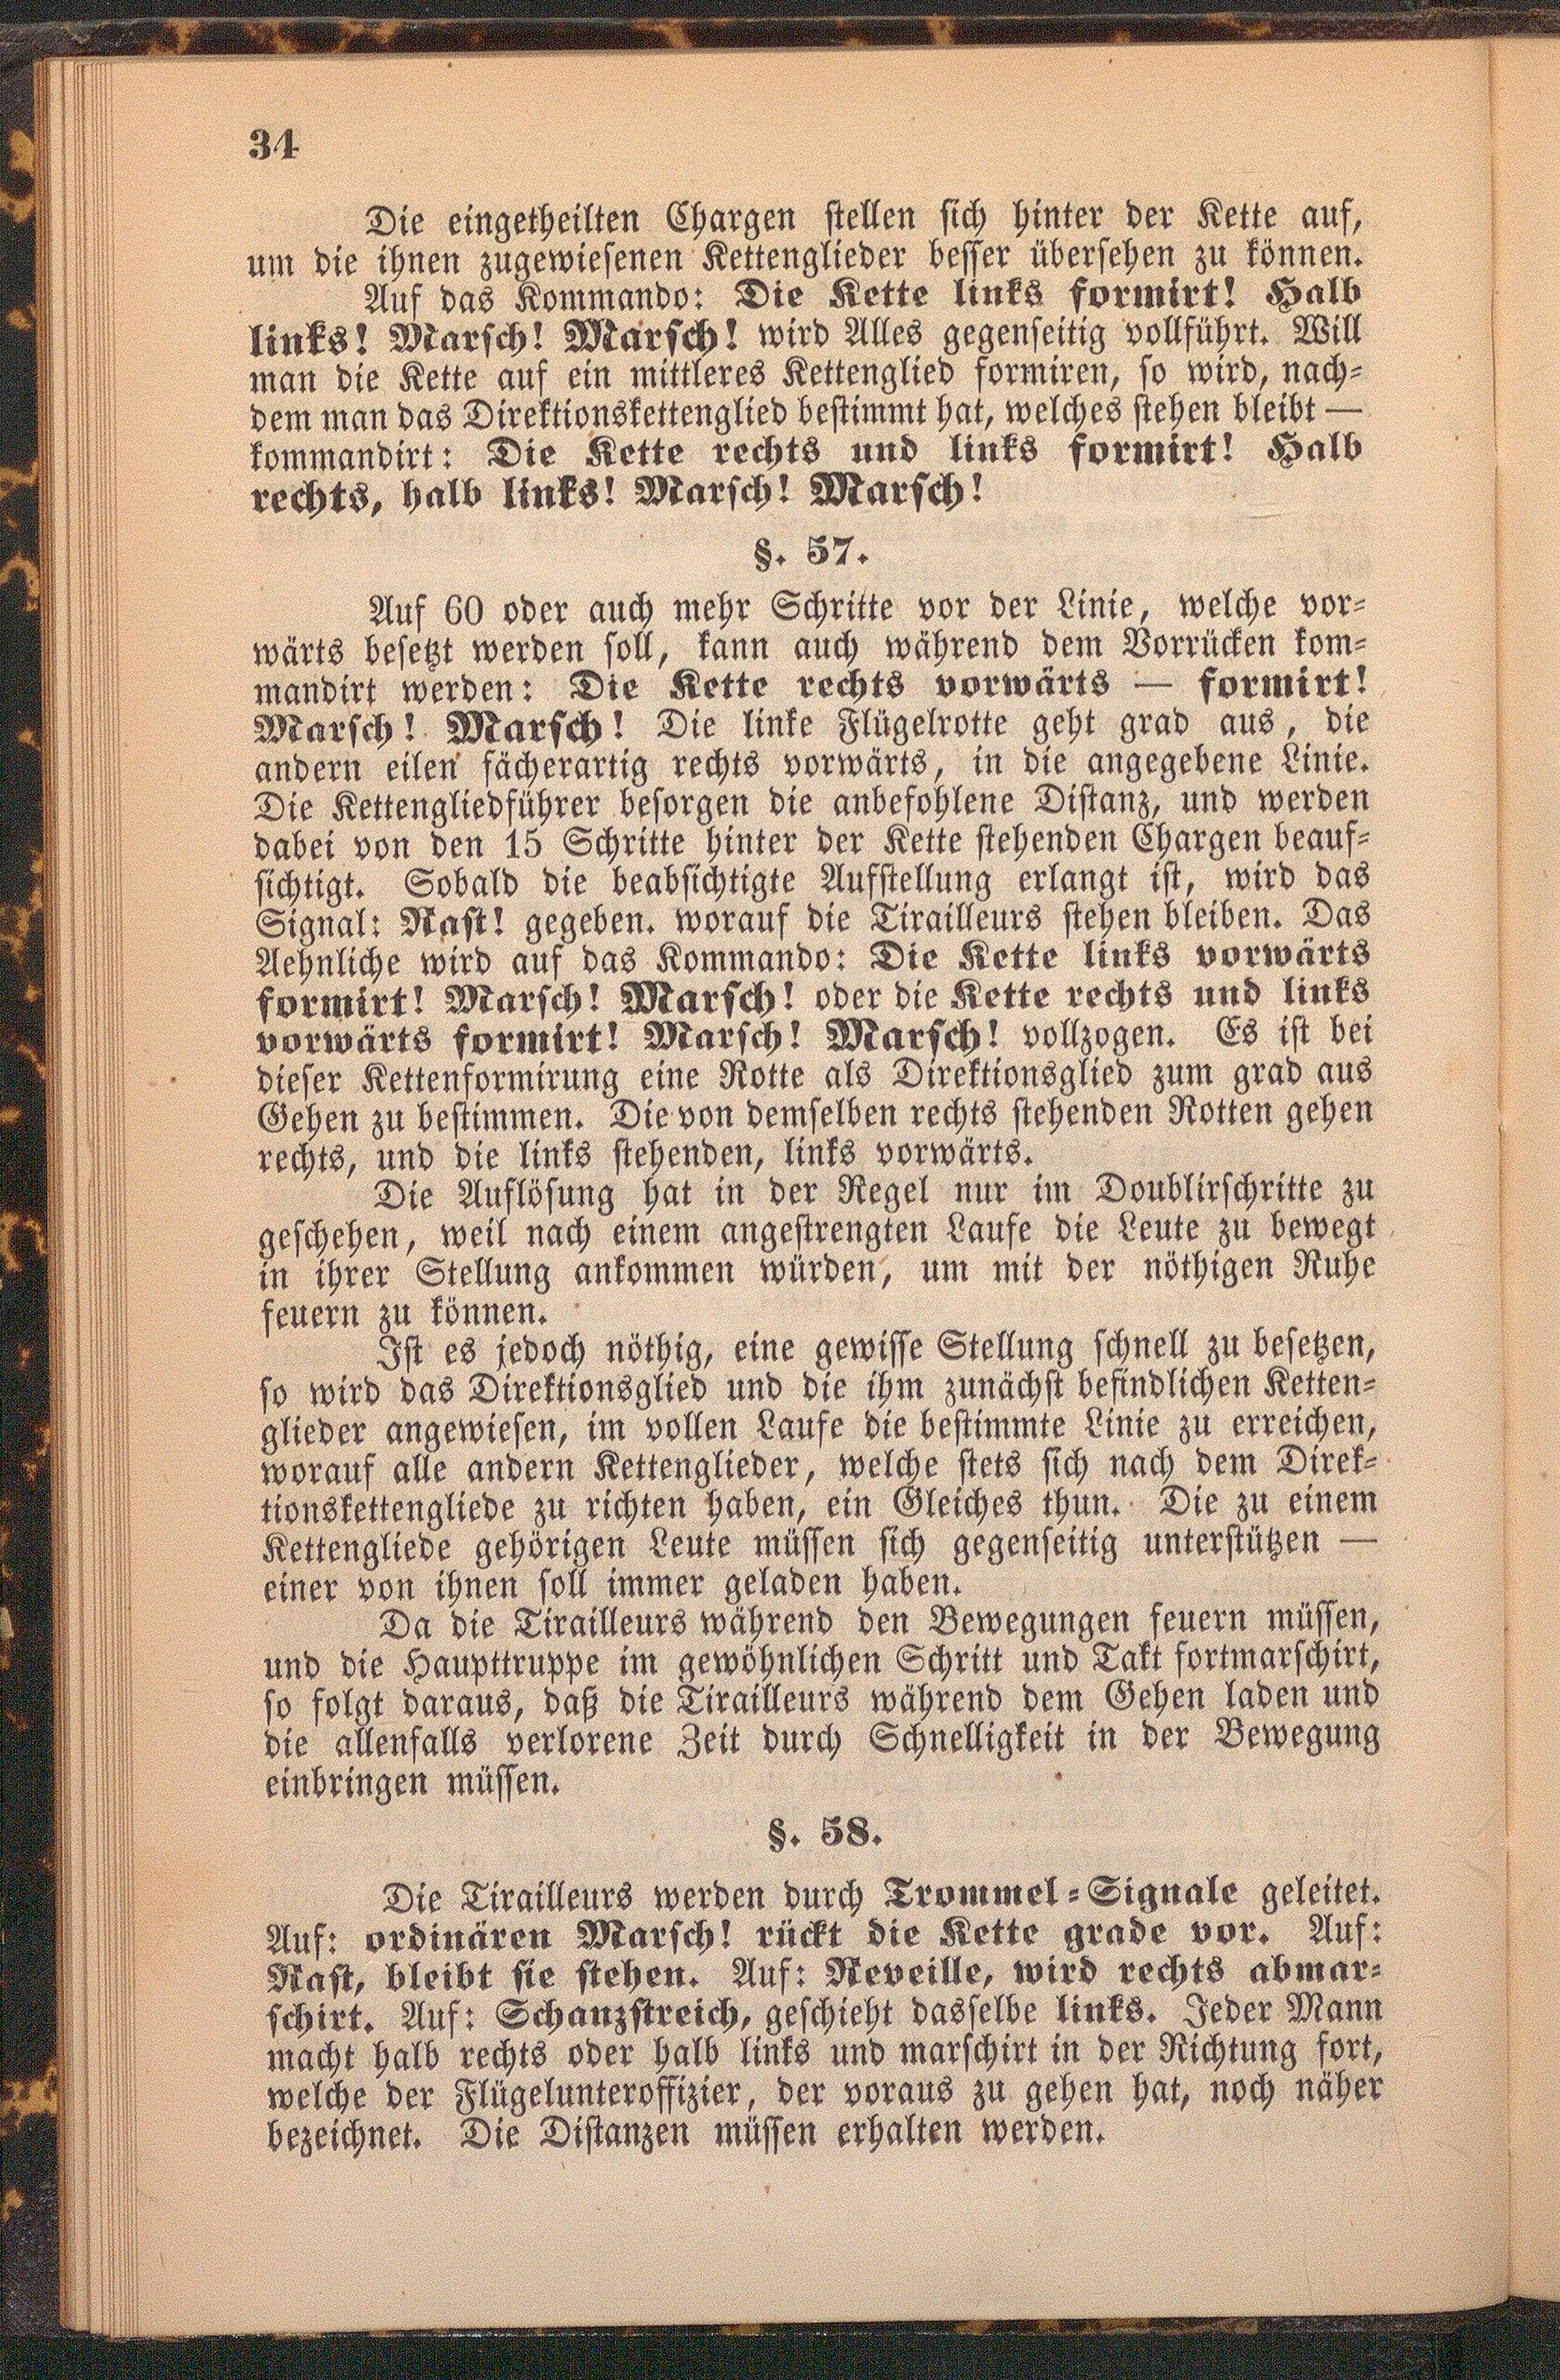 34
Die eingetheilten Chargen stellen sich hinter der Kette auf,
um die ihnen zugewiesenen Kettenglieder besser übersehen zu können.
Auf das Kommando: Die Kette links formirt! Halb
links! Marsch! Marsch! wird Alles gegenseitig vollführt. Will
man die Kette auf ein mittleres Kettenglied formiren, so wird, nach-
dem man das Direktionskettenglied bestimmt hat, welches stehen bleibt —
kommandirt: Die Kette rechts und links formirt! Halb
rechts, halb links! Marsch! Marsch!
§. 57.
Auf 60 oder auch mehr Schritte vor der Linie, welche vor-
wärts besetzt werden soll, kann auch während dem Vorrücken kom-
mandirt werden: Die Kette rechts vorwärts — formirt!
Marsch! Marsch! Die linke Flügelrotte geht grad aus, die
andern eilen fächerartig rechts vorwärts, in die angegebene Linie.
Die Kettengliedführer besorgen die anbefohlene Distanz, und werden
dabei von den 15 Schritte hinter der Kette stehenden Chargen beauf-
sichtigt. Sobald die beabsichtigte Aufstellung erlangt ist, wird das
Signal: Rast! gegeben. worauf die Tirailleurs stehen bleiben. Das
Aehnliche wird auf das Kommando: Die Kette links vorwärts
formirt! Marsch! Marsch! oder die Kette rechts und links
vorwärts formirt! Marsch! Marsch! vollzogen. Es ist bei
dieser Kettenformirung eine Rotte als Direktionsglied zum grad aus
Gehen zu bestimmen. Die von demselben rechts stehenden Rotten gehen
rechts, und die links stehenden, links vorwärts.
Die Auflösung hat in der Regel nur im Doublirschritte zu
geschehen, weil nach einem angestrengten Laufe die Leute zu bewegt
in ihrer Stellung ankommen würden, um mit der nöthigen Ruhe
feuern zu können.
Ist es jedoch nöthig, eine gewisse Stellung schnell zu besetzen,
so wird das Direktionsglied und die ihm zunächst befindlichen Ketten-
glieder angewiesen, im vollen Laufe die bestimmte Linie zu erreichen,
worauf alle andern Kettenglieder, welche stets sich nach dem Direk-
tionskettengliede zu richten haben, ein Gleiches thun. Die zu einem
Kettengliede gehörigen Leute müssen sich gegenseitig unterstützen —
einer von ihnen soll immer geladen haben.
Da die Tirailleurs während den Bewegungen feuern müssen,
und die Haupttruppe im gewöhnlichen Schritt und Takt fortmarschirt,
so folgt daraus, daß die Tirailleurs während dem Gehen laden und
die allenfalls verlorene Zeit durch Schnelligkeit in der Bewegung
einbringen müssen.
§. 58.
Die Tirailleurs werden durch Trommel-Signale geleitet.
Auf: ordinären Marsch! rückt die Kette grade vor. Auf:
Rast, bleibt sie stehen. Auf: Reveille, wird rechts abmar-
schirt. Auf: Schanzstreich, geschieht dasselbe links. Jeder Mann
macht halb rechts oder halb links und marschirt in der Richtung fort,
welche der Flügelunteroffizier, der voraus zu gehen hat, noch näher
bezeichnet. Die Distanzen müssen erhalten werden.